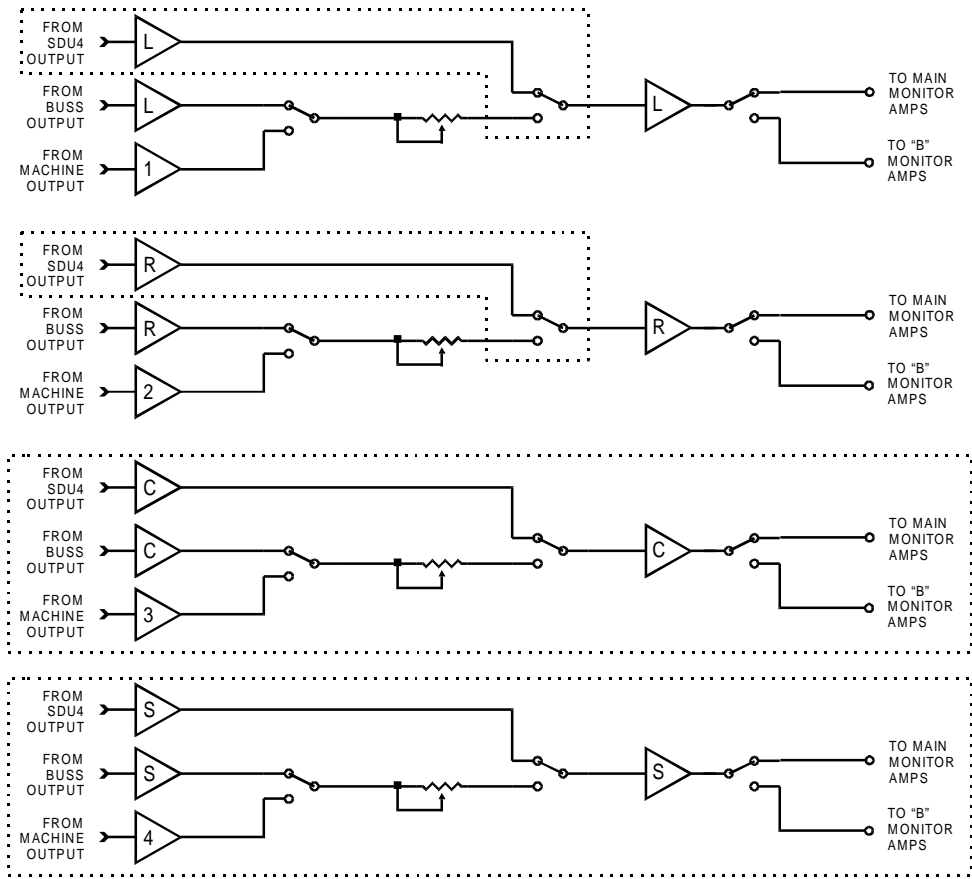 FROM
SDU4
OUTPUT
L
FROM
BUSS
OUTPUT
L
FROM
MACHINE
OUTPUT
1
L
TO MAIN
MONITOR
AMPS
TO “B”
MONITOR
AMPS
FROM
SDU4
OUTPUT
R
FROM
BUSS
OUTPUT
R
FROM
MACHINE
OUTPUT
2
R
TO MAIN
MONITOR
AMPS
TO “B”
MONITOR
AMPS
FROM
SDU4
OUTPUT
C
FROM
BUSS
OUTPUT
C
FROM
MACHINE
OUTPUT
3
C
TO MAIN
MONITOR
AMPS
TO “B”
MONITOR
AMPS
FROM
SDU4
OUTPUT
S
FROM
BUSS
OUTPUT
S
FROM
MACHINE
OUTPUT
4
S
TO MAIN
MONITOR
AMPS
TO “B”
MONITOR
AMPS